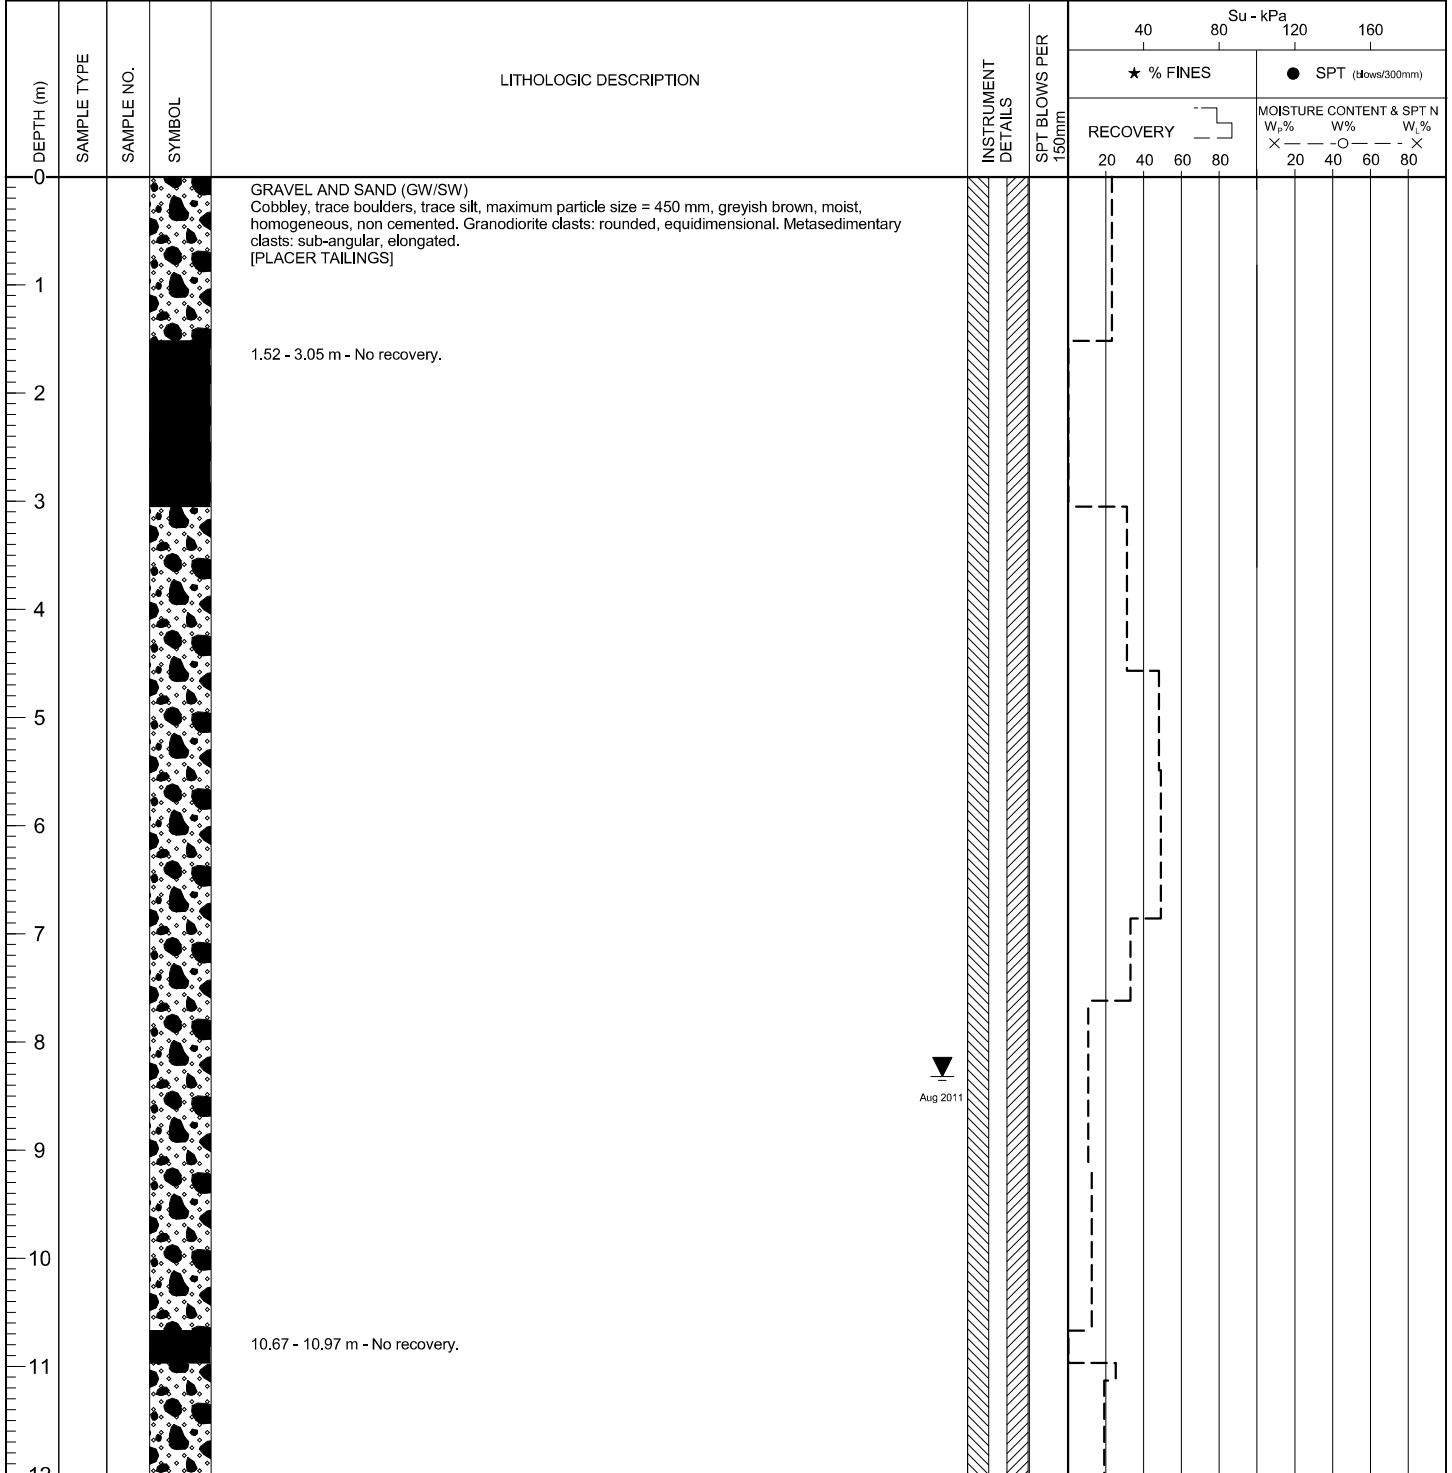 DEPTH (m)
SAMPLE TYPE
SAMPLE NO.
SYMBOL
LITHOLOGIC DESCRIPTION
INSTRUMENT
DETAILS
SPT BLOWS PER
150mm
Su - kPa
40 80 120 160
★ % FINES
● SPT (blows/300mm)
RECOVERY
MOISTURE CONTENT & SPT N
Wp% W% WL%
20 40 60 80 20 40 60 80
0
GRAVEL AND SAND (GW/SW)
Cobbley, trace boulders, trace silt, maximum particle size = 450 mm, greyish brown, moist,
homogeneous, non cemented. Granodiorite clasts: rounded, equidimensional. Metasedimentary
clasts: sub-angular, elongated.
[PLACER TAILINGS]
1
1.52 - 3.05 m - No recovery.
2
3
4
5
6
7
8
Aug 2011
9
10
10.67 - 10.97 m - No recovery.
11
12